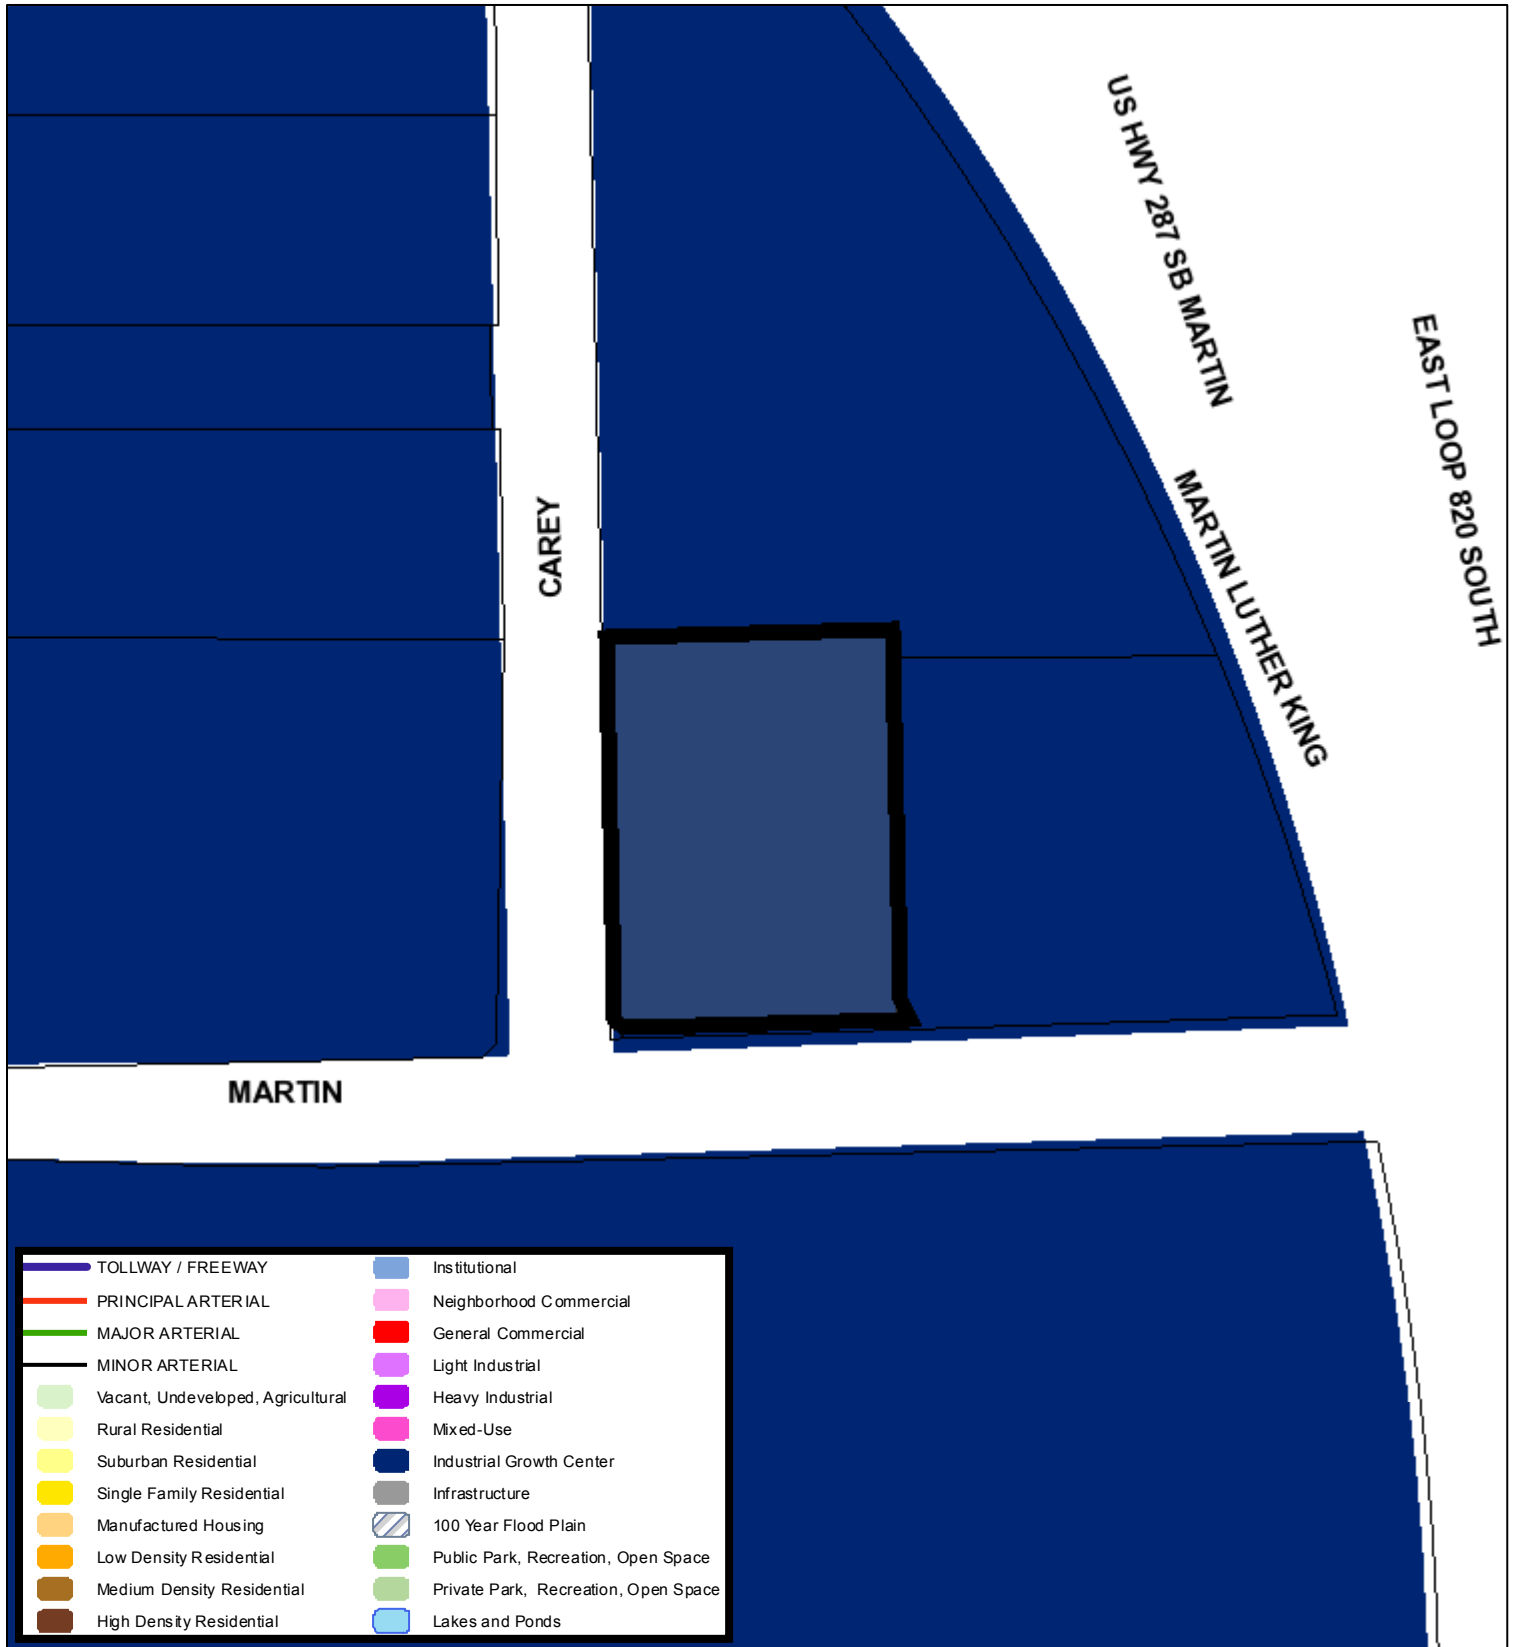 US HWY 287 SB MARTIN
EAST LOOP 820 SOUTH
MARTIN LUTHER KING
CAREY
MARTIN
TOLLWAY / FREEWAY
PRINCIPAL ARTERIAL
MAJOR ARTERIAL
MINOR ARTERIAL
Vacant, Undeveloped, Agricultural
Rural Residential
Suburban Residential
Single Family Residential
Manufactured Housing
Low Density Residential
Medium Density Residential
High Density Residential
Institutional
Neighborhood Commercial
General Commercial
Light Industrial
Heavy Industrial
Mixed-Use
Industrial Growth Center
Infrastructure
100 Year Flood Plain
Public Park, Recreation, Open Space
Private Park, Recreation, Open Space
Lakes and Ponds